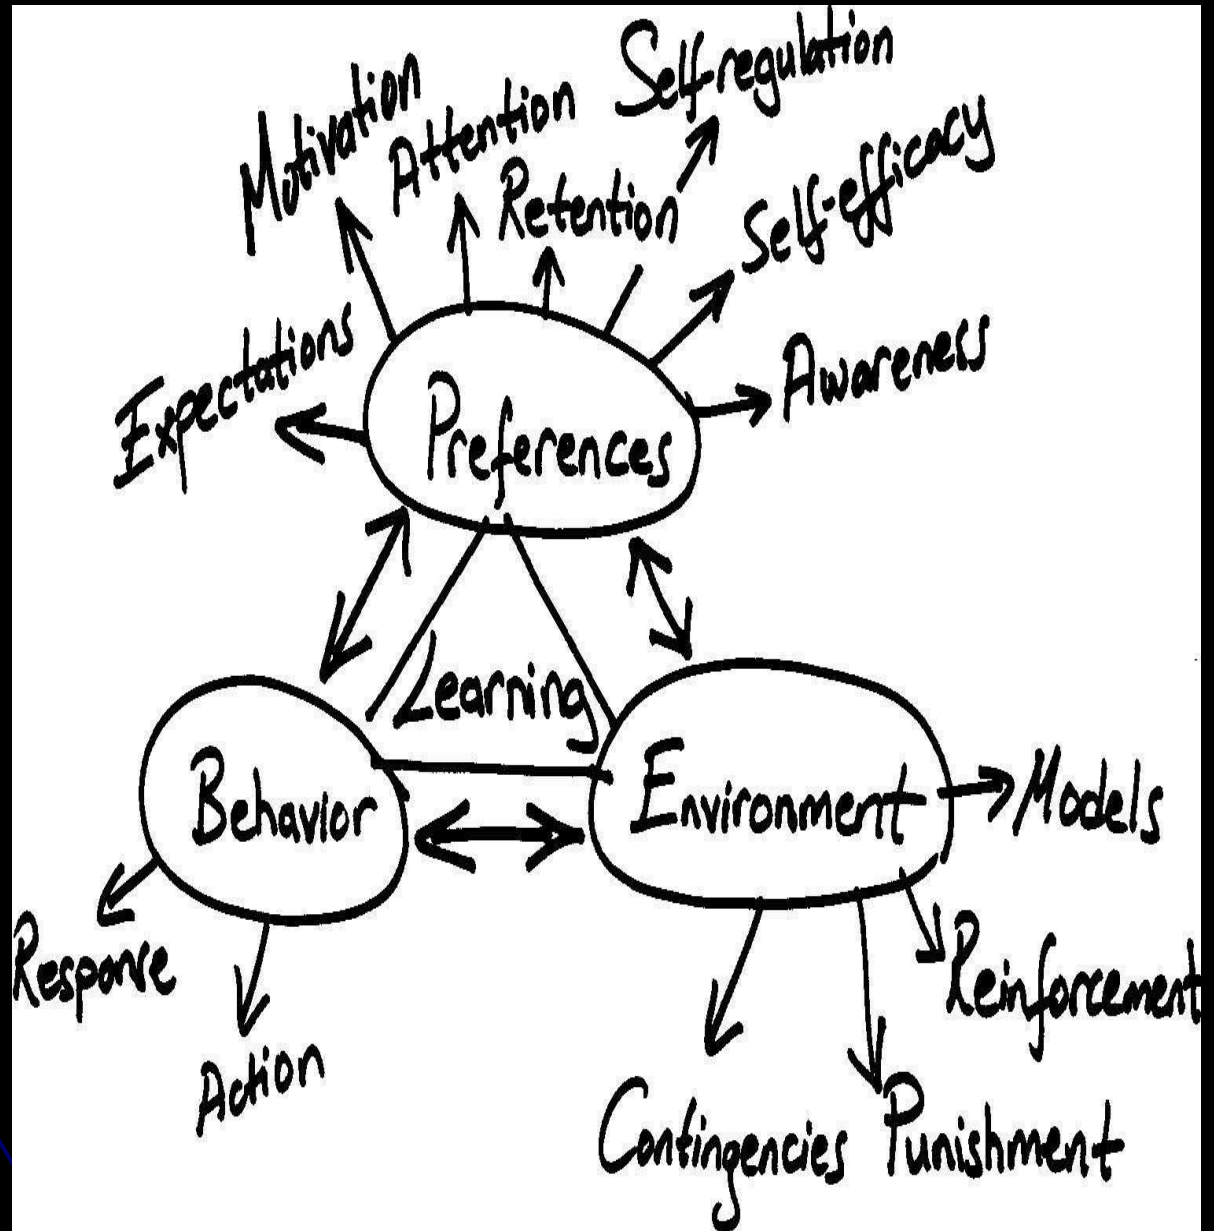 Self-regulation
Motivation
Attention
Retention
Self-efficacy
Expectations
Awareness
Preferences
Learning
Behavior
Environment
Models
Response
Reinforcement
Action
Contingencies
Punishment